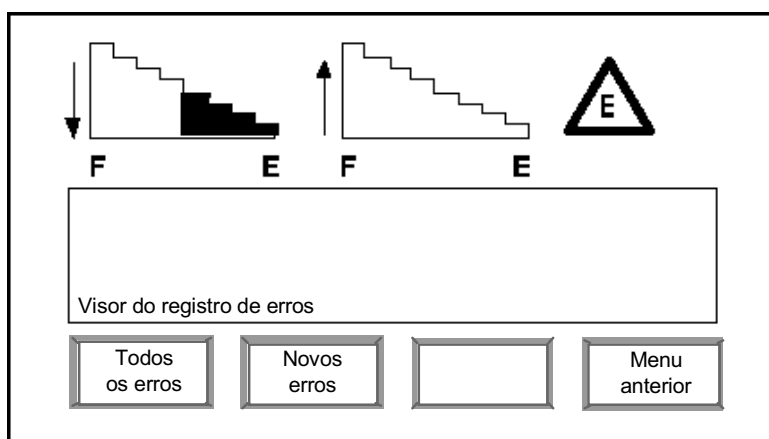 E
F E F E
Visor do registro de erros
Todos
os erros
Novos
erros
Menu
anterior